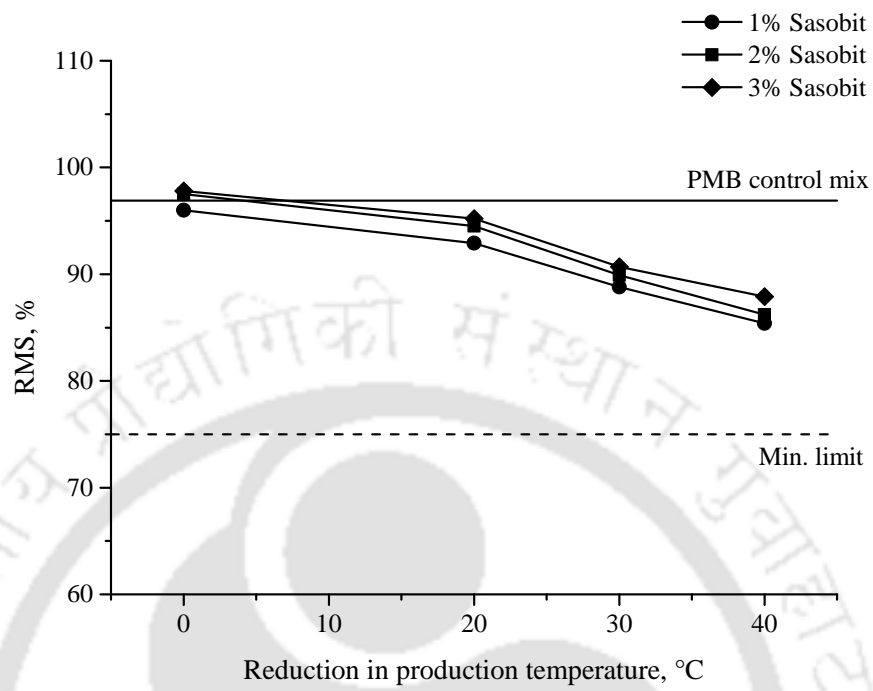 1% Sasobit
2% Sasobit
3% Sasobit
110
100
90
80
70
60
RMS, %
PMB control mix
Min. limit
0
10
20
30
40
Reduction in production temperature, °C